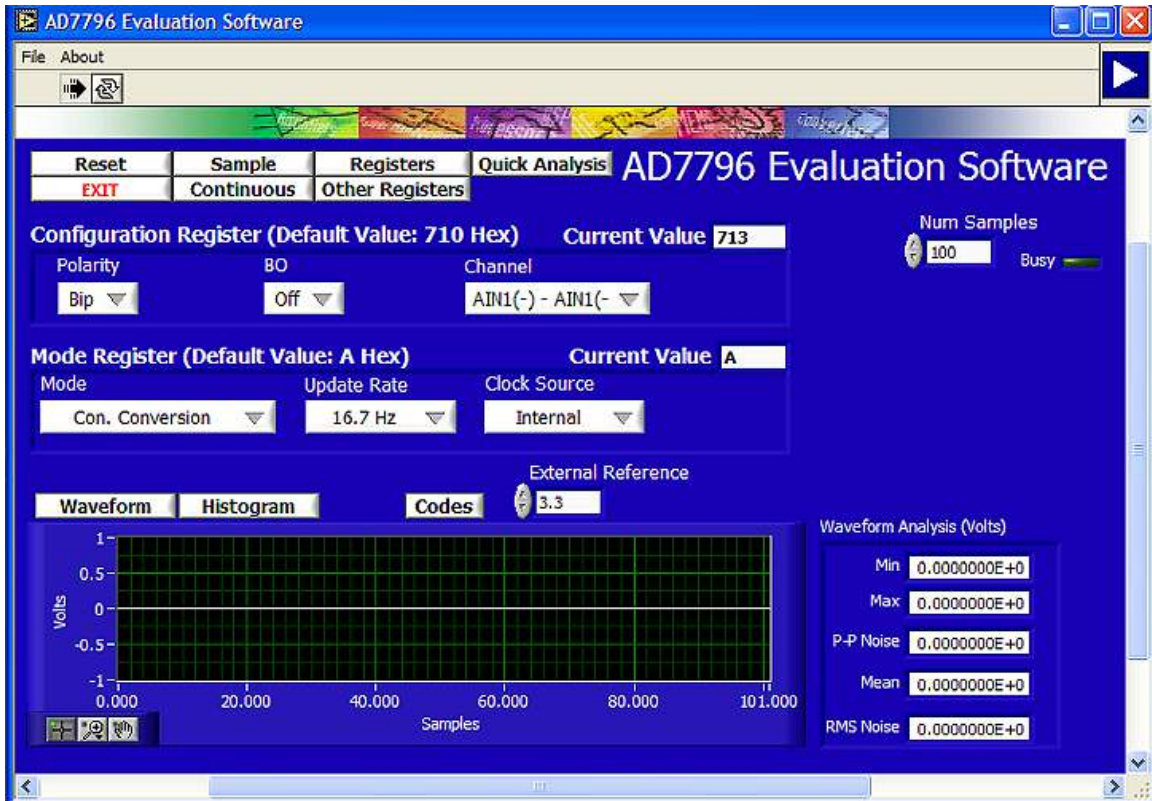 AD7796 Evaluation Software
File About
Reset Sample Registers Quick Analysis AD7796 Evaluation Software
EXIT Continuous Other Registers
Num Samples
Configuration Register (Default Value: 710 Hex) Current Value 713
100 Busy
Polarity BO Channel
Bip Off AIN1(-) - AIN1(-
Mode Register (Default Value: A Hex) Current Value A
Mode Update Rate Clock Source
Con. Conversion 16.7 Hz Internal
External Reference
Waveform Histogram Codes 3.3
Waveform Analysis (Volts)
1
0.5
0
-0.5
-1
Volts
0.000 20.000 40.000 60.000 80.000 101.000
Samples
Min 0.0000000E+0
Max 0.0000000E+0
P-P Noise 0.0000000E+0
Mean 0.0000000E+0
RMS Noise 0.0000000E+0